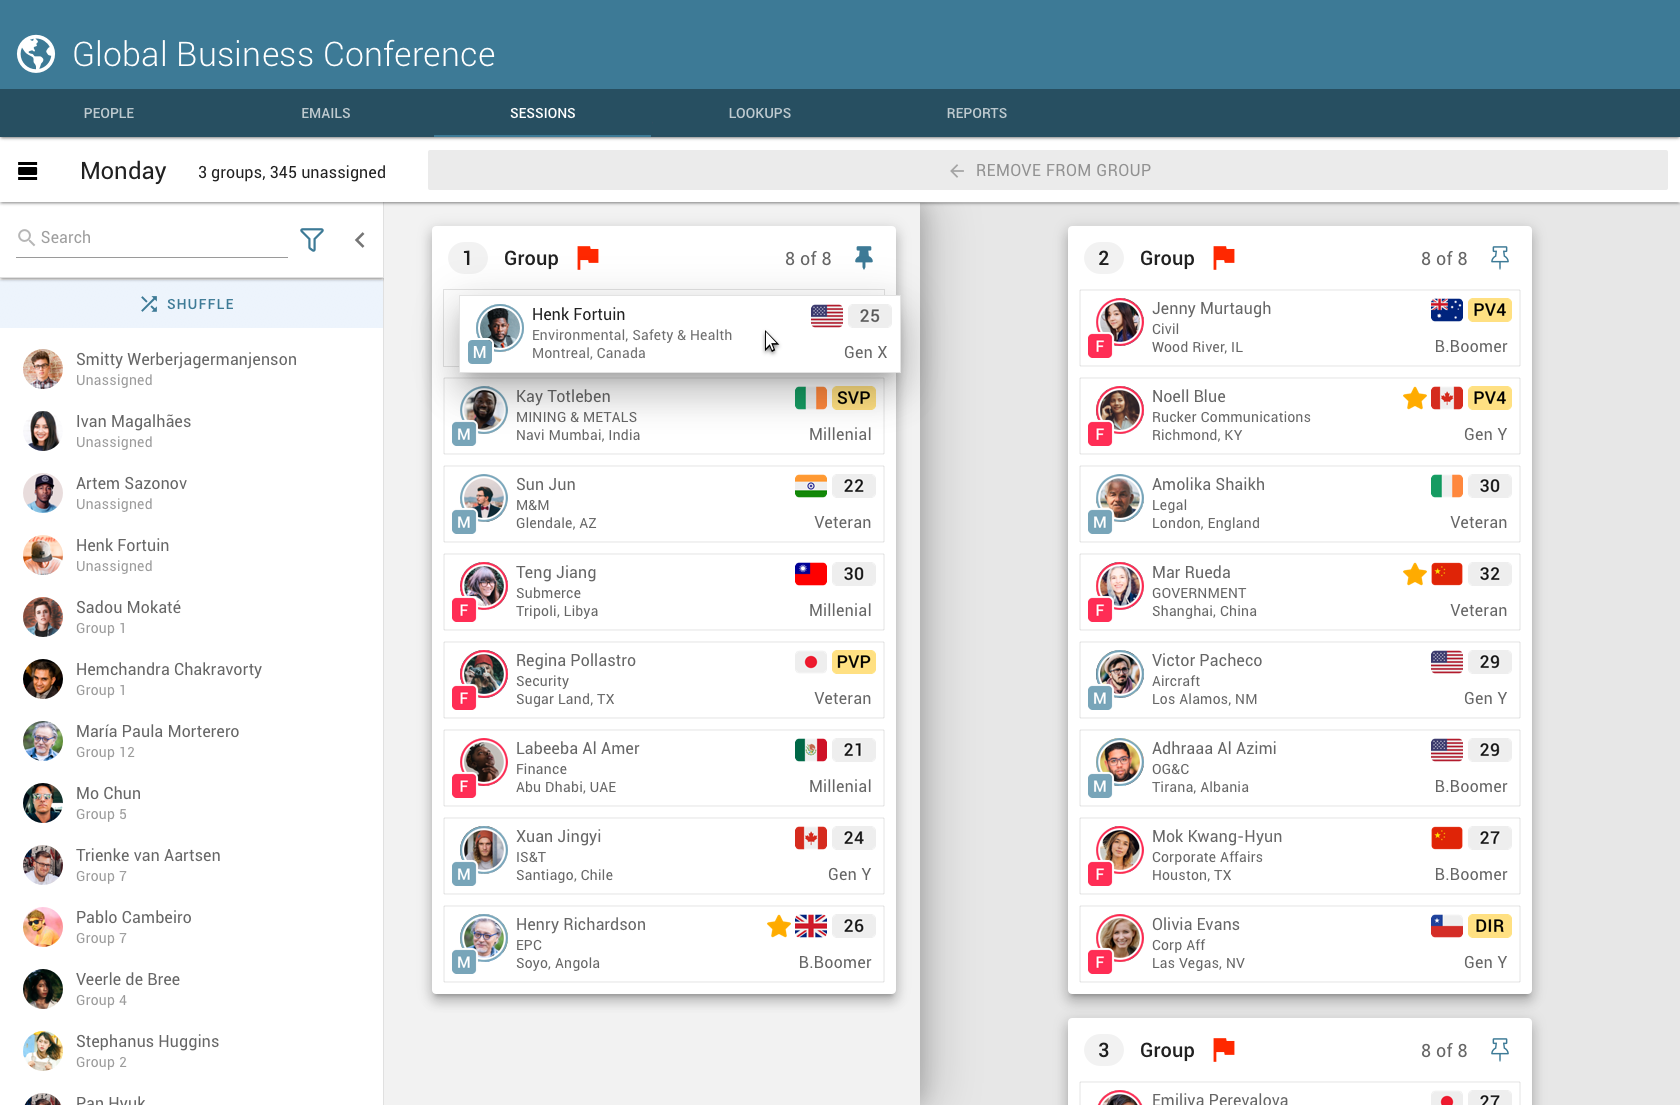 Global Business Conference
PEOPLE
EMAILS
SESSIONS
LOOKUPS
REPORTS
Monday
3 groups, 345 unassigned
REMOVE FROM GROUP
Search
SHUFFLE
Smitty Werberjagermanjenson
Unassigned
Ivan Magalhães
Unassigned
Artem Sazonov
Unassigned
Henk Fortuin
Unassigned
Sadou Mokaté
Group 1
Hemchandra Chakravorty
Group 1
María Paula Morterero
Group 12
Mo Chun
Group 5
Trienke van Aartsen
Group 7
Pablo Cambeiro
Group 7
Veerle de Bree
Group 4
Stephanus Huggins
Group 2
Pan Hyuk
1 Group 8 of 8
Henk Fortuin 25
Environmental, Safety & Health
M Montreal, Canada Gen X
Kay Totleben SVP
MINING & METALS
M Navi Mumbai, India Millenial
Sun Jun 22
M&M
M Glendale, AZ Veteran
Teng Jiang 30
Submerce
F Tripoli, Libya Millenial
Regina Pollastro PVP
Security
F Sugar Land, TX Veteran
Labeeba Al Amer 21
Finance
F Abu Dhabi, UAE Millenial
Xuan Jingyi 24
IS&T
M Santiago, Chile Gen Y
Henry Richardson 26
EPC
M Soyo, Angola B.Boomer
2 Group 8 of 8
Jenny Murtaugh PV4
Civil
F Wood River, IL B.Boomer
Noell Blue PV4
Rucker Communications
F Richmond, KY Gen Y
Amolika Shaikh 30
Legal
M London, England Veteran
Mar Rueda 32
GOVERNMENT
F Shanghai, China Veteran
Victor Pacheco 29
Aircraft
M Los Alamos, NM Gen Y
Adhraaa Al Azimi 29
OG&C
M Tirana, Albania B.Boomer
Mok Kwang-Hyun 27
Corporate Affairs
F Houston, TX B.Boomer
Olivia Evans DIR
Corp Aff
F Las Vegas, NV Gen Y
3 Group 8 of 8
Emiliya Perevalova 27